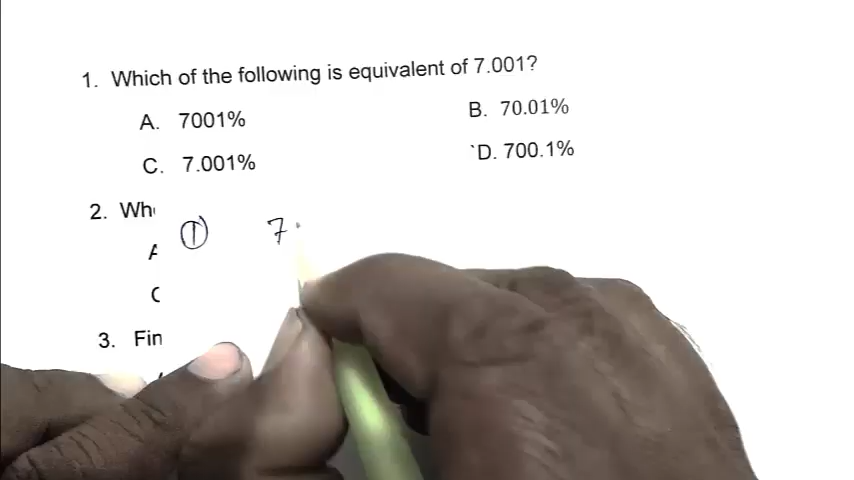 1. Which of the following is equivalent of 7.001?
A. 7001%
B. 70.01%
C. 7.001%
`D. 700.1%
2. Wh
① 7.
A
C
3. Fin